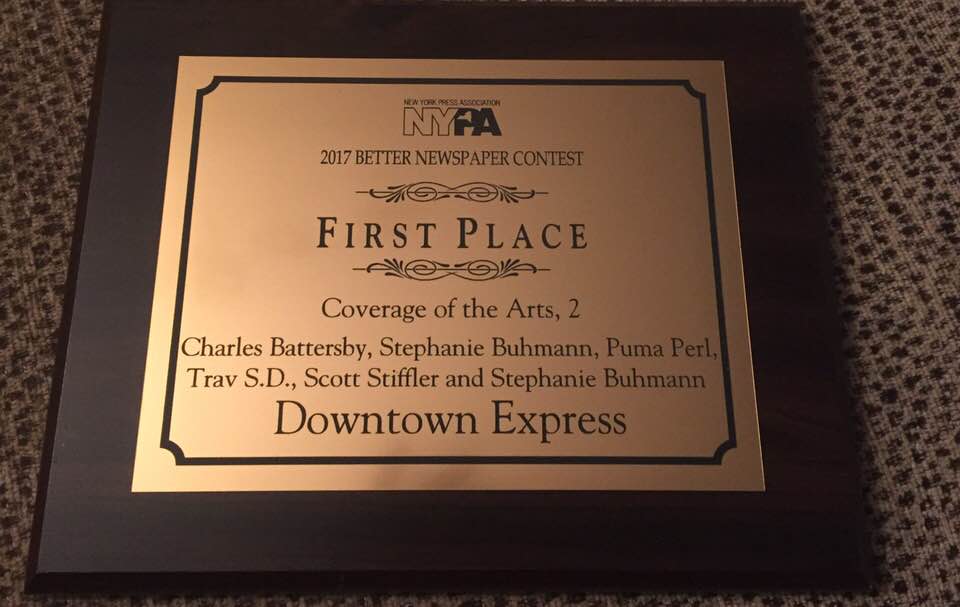 NEW YORK PRESS ASSOCIATION
NYPA
2017 BETTER NEWSPAPER CONTEST
FIRST PLACE
Coverage of the Arts, 2
Charles Battersby, Stephanie Buhmann, Puma Perl,
Trav S.D., Scott Stiffler and Stephanie Buhmann
Downtown Express